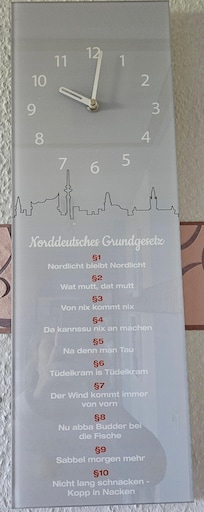 12
11 1
10 2
9 3
8 4
7 6 5
Norddeutsches Grundgesetz
§1
Nordlicht bleibt Nordlicht
§2
Wat mutt, dat mutt
§3
Von nix kommt nix
§4
Da kannssu nix an machen
§5
Na denn man Tau
§6
Tüdelkram is Tüdelkram
§7
Der Wind kommt immer
von vorn
§8
Nu abba Budder bei
die Fische
§9
Sabbel morgen mehr
§10
Nicht lang schnacken -
Kopp in Nacken